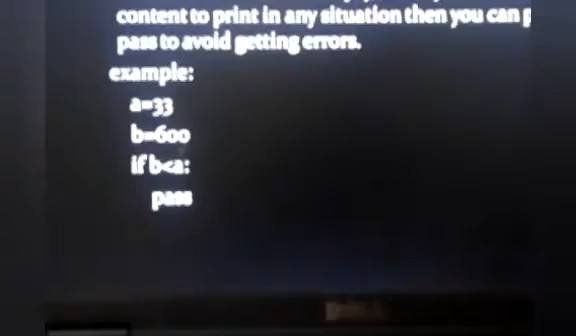 content to print in any situation then you can
pass to avoid getting errors.
example:
a=33
b=600
if b<a:
pass